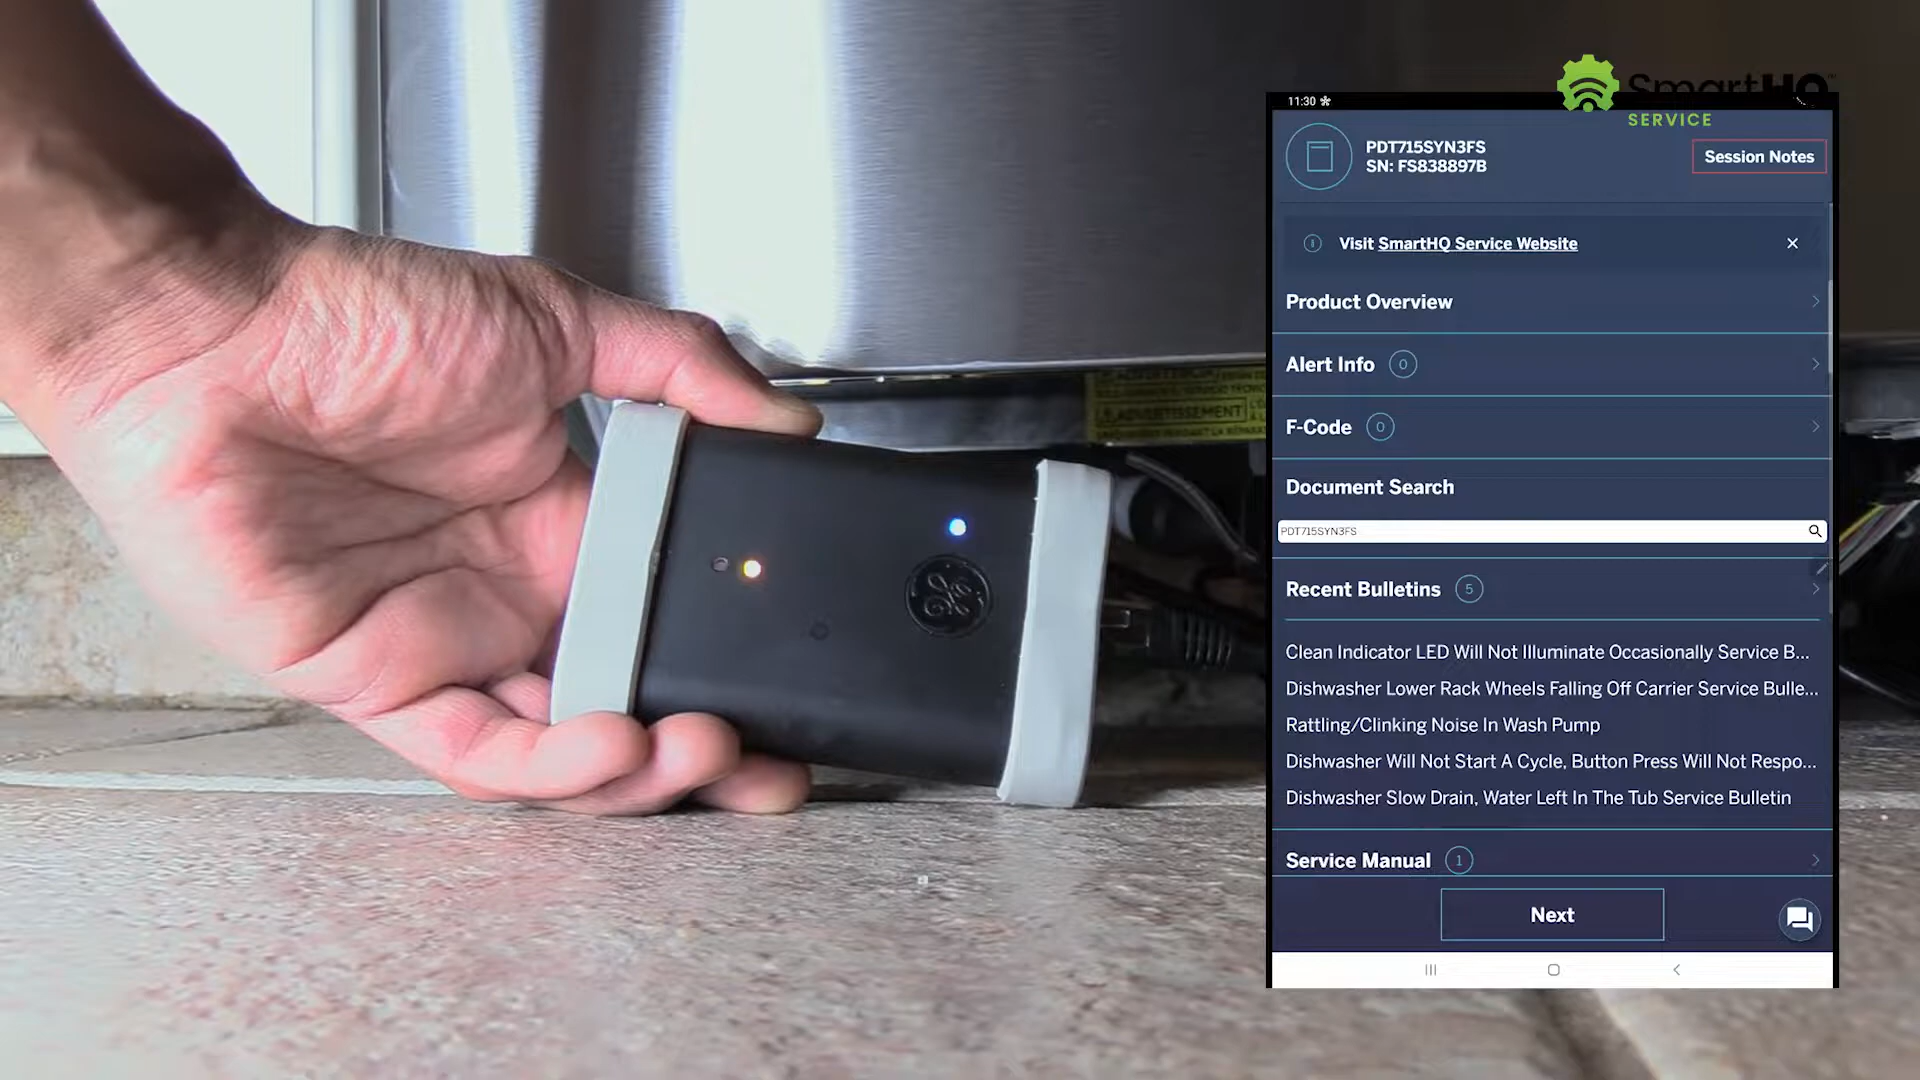 SmartHQ
SERVICE
11:30
PDT715SYN3FS
SN: FS838897B
Session Notes
Visit SmartHQ Service Website
Product Overview
Alert Info 0
F-Code 0
Document Search
PDT715SYN3FS
Recent Bulletins 5
Clean Indicator LED Will Not Illuminate Occasionally Service B...
Dishwasher Lower Rack Wheels Falling Off Carrier Service Bulle...
Rattling/Clinking Noise In Wash Pump
Dishwasher Will Not Start A Cycle, Button Press Will Not Respo...
Dishwasher Slow Drain, Water Left In The Tub Service Bulletin
Service Manual 1
Next
GE
AVERTISSEMENT